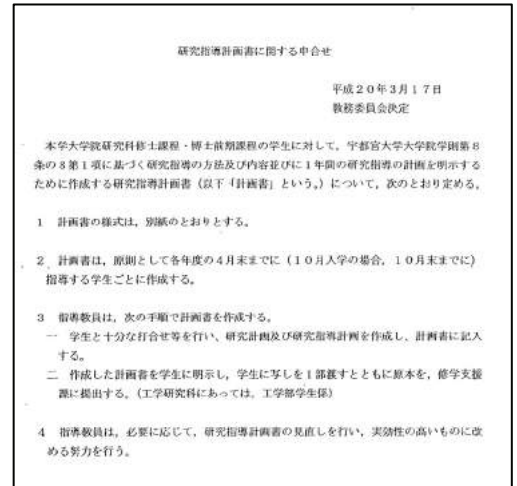 研究指導計画書に関する申合せ
平成２０年３月１７日
教務委員会決定
本学大学院研究科修士課程・博士前期課程の学生に対して，宇都宮大学大学院学則第８
条の８第１項に基づく研究指導の方法及び内容並びに１年間の研究指導の計画を明示する
ために作成する研究指導計画書（以下「計画書」という。）について，次のとおり定める。
１　計画書の様式は，別紙のとおりとする。
２　計画書は，原則として各年度の４月末までに（１０月入学の場合，１０月末までに）
指導する学生ごとに作成する。
３　指導教員は，次の手順で計画書を作成する。
一　学生と十分な打合せ等を行い、研究計画及び研究指導計画を作成し、計画書に記入
する。
二　作成した計画書を学生に明示し，学生に写しを１部渡すとともに原本を，修学支援
課に提出する。（工学研究科にあっては，工学部学生係）
４　指導教員は，必要に応じて，研究指導計画書の見直しを行い，実効性の高いものに改
める努力を行う。